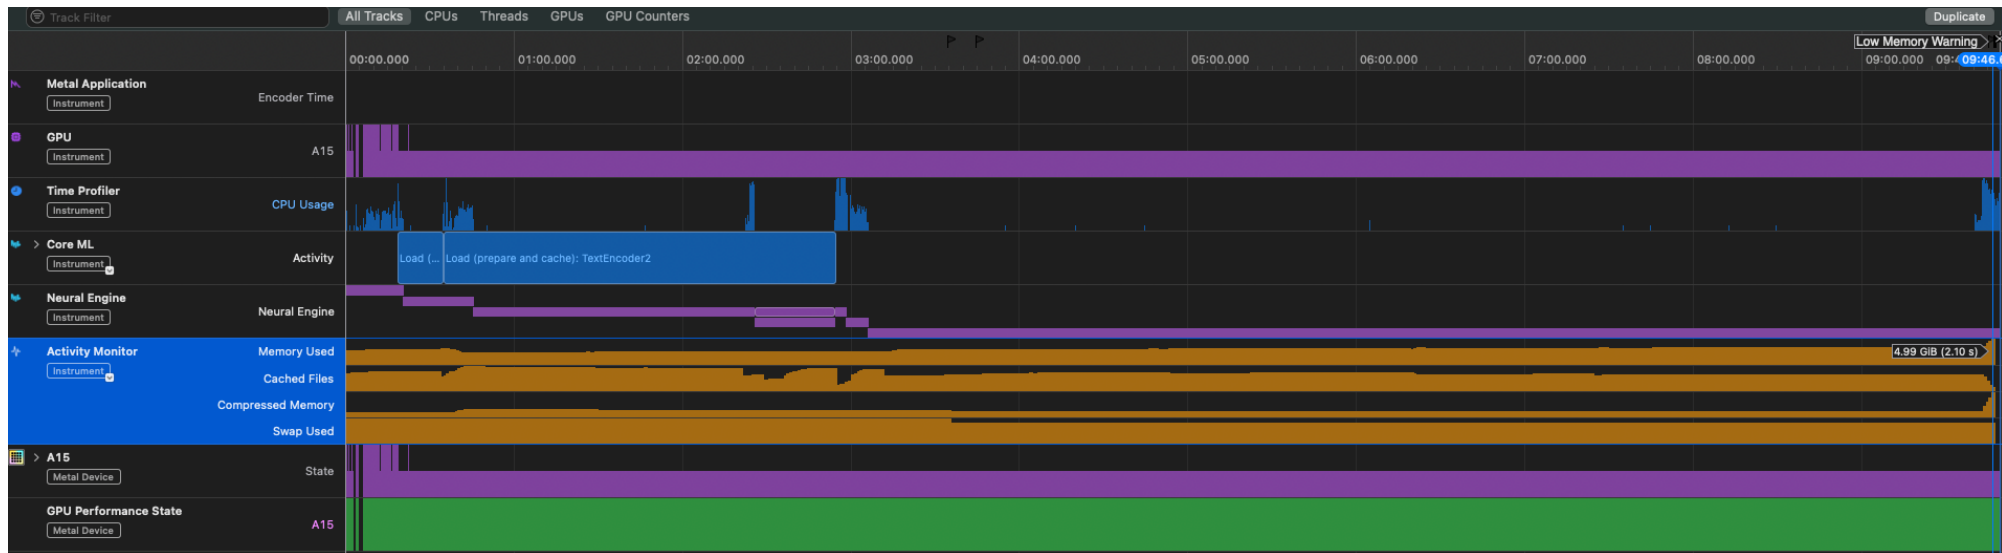 Track Filter All Tracks CPUs Threads GPUs GPU Counters Duplicate
Low Memory Warning
00:00.000 01:00.000 02:00.000 03:00.000 04:00.000 05:00.000 06:00.000 07:00.000 08:00.000 09:00.000 09:4 09:46.
Metal Application
Instrument
Encoder Time
GPU
Instrument
A15
Time Profiler
Instrument
CPU Usage
Core ML
Instrument
Activity
Load (... Load (prepare and cache): TextEncoder2
Neural Engine
Instrument
Neural Engine
Activity Monitor
Instrument
Memory Used
4.99 GiB (2.10 s)
Cached Files
Compressed Memory
Swap Used
A15
Metal Device
State
GPU Performance State
Metal Device
A15